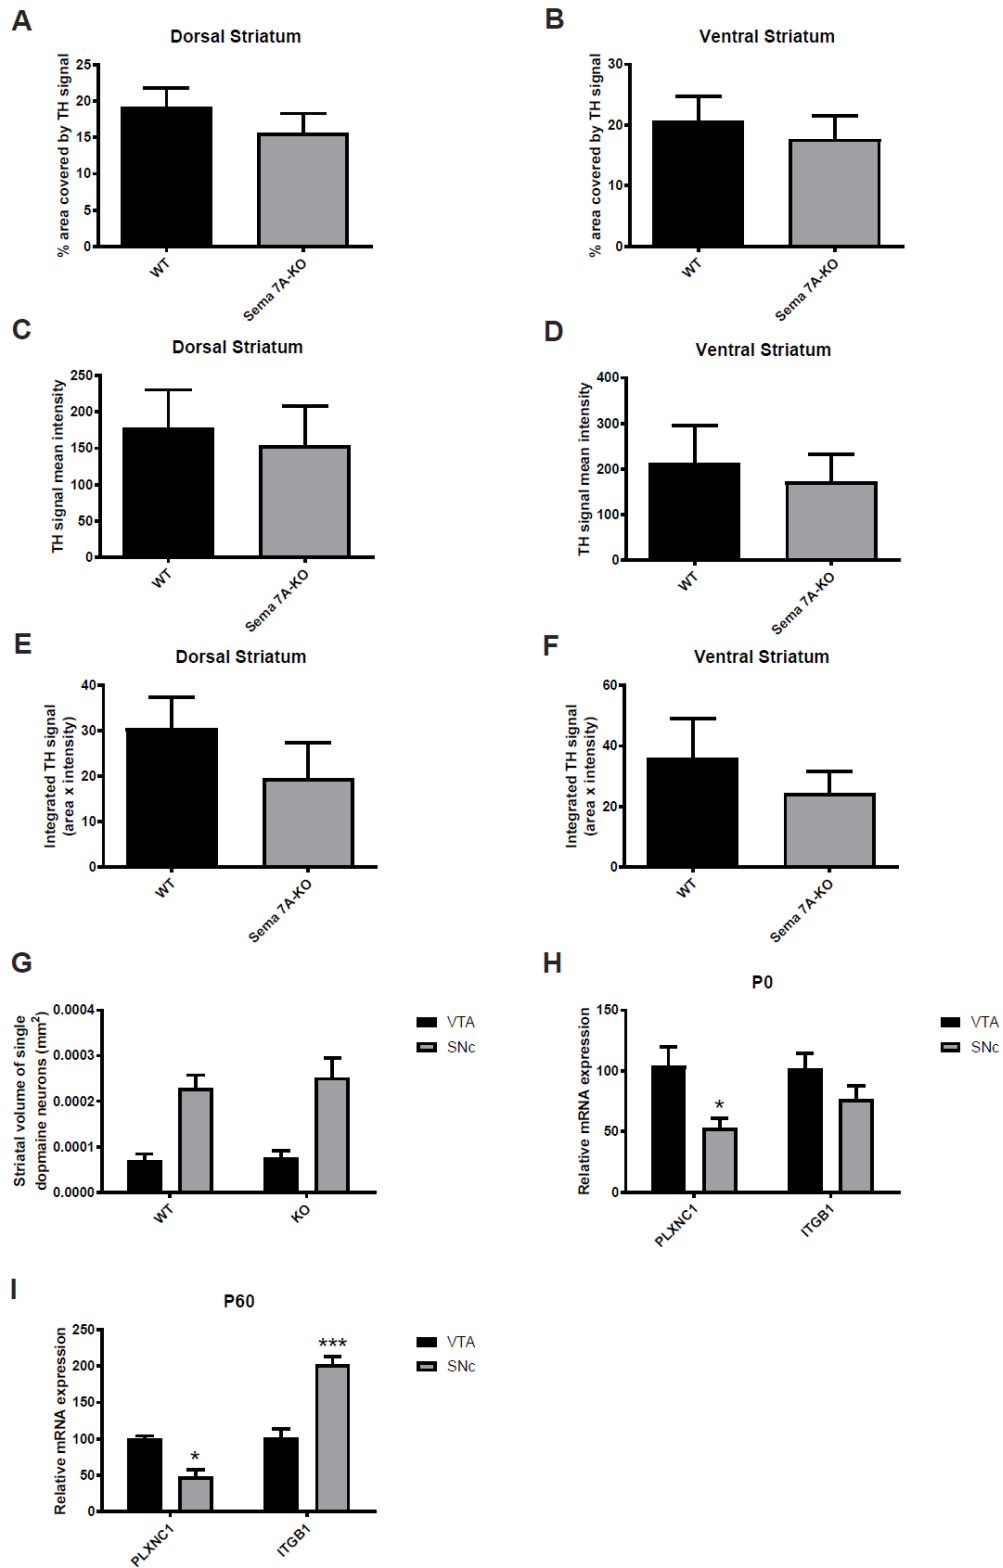 A
Dorsal Striatum
% area covered by TH signal
25
20
15
10
5
0
WT
Sema 7A-KO
B
Ventral Striatum
% area covered by TH signal
30
20
10
0
WT
Sema 7A-KO
C
Dorsal Striatum
TH signal mean intensity
250
200
150
100
50
0
WT
Sema 7A-KO
D
Ventral Striatum
TH signal mean intensity
400
300
200
100
0
WT
Sema 7A-KO
E
Dorsal Striatum
Integrated TH signal
(area x intensity)
40
30
20
10
0
WT
Sema 7A-KO
F
Ventral Striatum
Integrated TH signal
(area x intensity)
60
40
20
0
WT
Sema 7A-KO
G
Striatal volume of single
dopmaine neurons (mm²)
0.0004
0.0003
0.0002
0.0001
0.0000
WT
KO
VTA
SNc
H
P0
Relative mRNA expression
150
100
50
0
*
PLXNC1
ITGB1
VTA
SNc
I
P60
Relative mRNA expression
250
200
150
100
50
0
*
***
PLXNC1
ITGB1
VTA
SNc